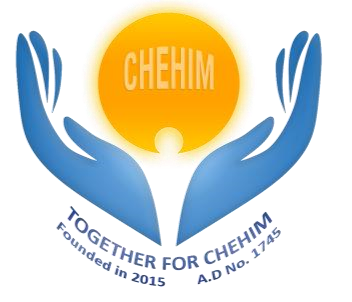 CHEHIM
TOGETHER FOR CHEHIM
Founded in 2015 A.D No. 1745